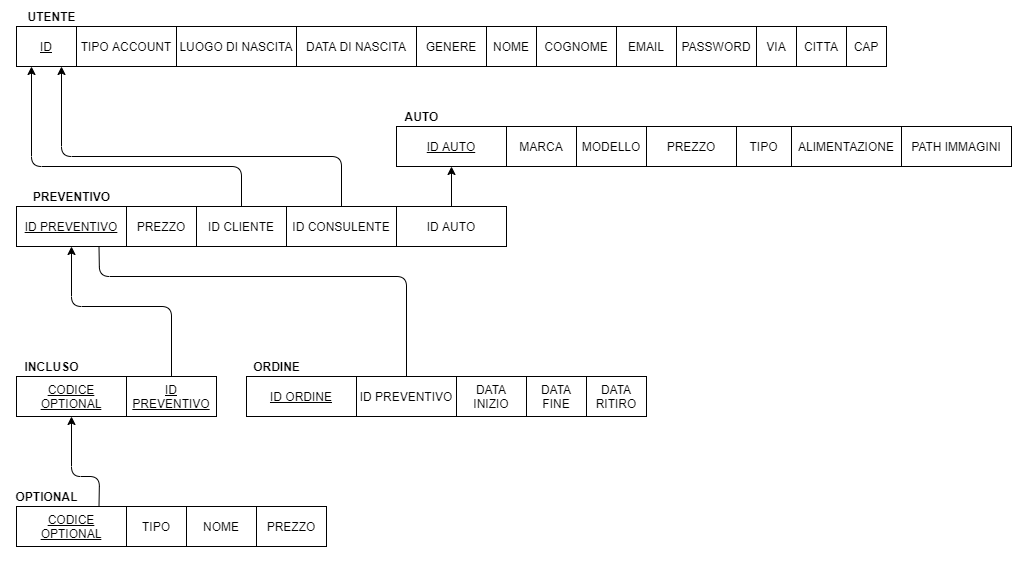 UTENTE
ID TIPO ACCOUNT LUOGO DI NASCITA DATA DI NASCITA GENERE NOME COGNOME EMAIL PASSWORD VIA CITTA CAP
AUTO
ID AUTO MARCA MODELLO PREZZO TIPO ALIMENTAZIONE PATH IMMAGINI
PREVENTIVO
ID PREVENTIVO PREZZO ID CLIENTE ID CONSULENTE ID AUTO
INCLUSO
CODICE
OPTIONAL
ID
PREVENTIVO
ORDINE
ID ORDINE
ID PREVENTIVO
DATA
INIZIO
DATA
FINE
DATA
RITIRO
OPTIONAL
CODICE
OPTIONAL
TIPO
NOME
PREZZO